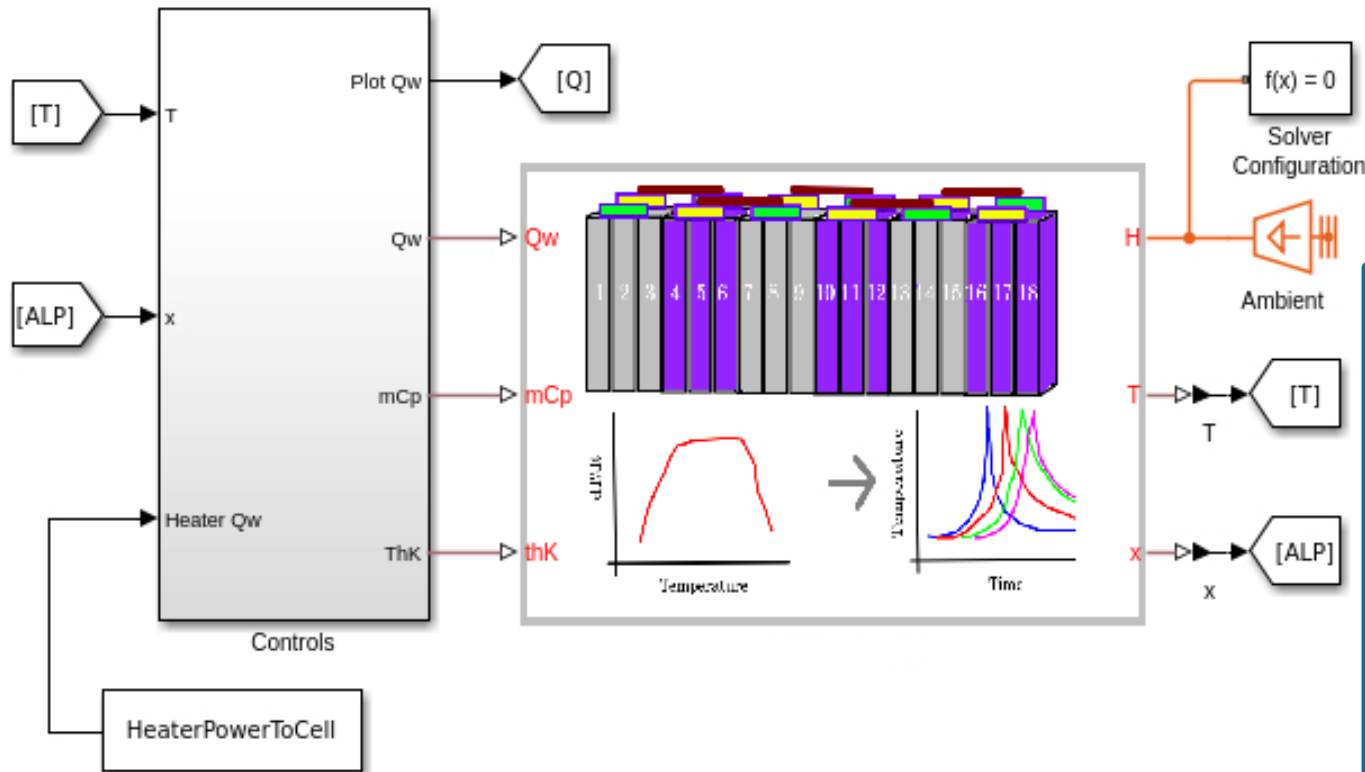 Plot Qw
[Q]
[T]
T
f(x) = 0
Solver
Configuration
Qw
Qw
H
[ALP]
x
Ambient
1 2 3 4 5 6 7 8 9 10 11 12 13 14 15 16 17 18
mCp
mCp
T
[T]
T
Temperature
Heater Qw
ThK
thK
x
[ALP]
x
Temperature
Time
Controls
HeaterPowerToCell